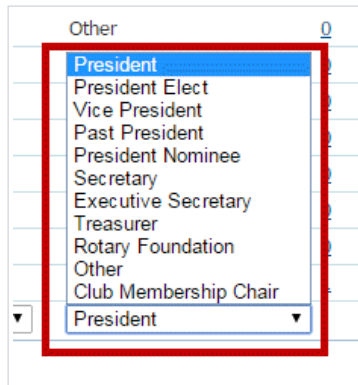 Other 0
President
President Elect
Vice President
Past President
President Nominee
Secretary
Executive Secretary
Treasurer
Rotary Foundation
Other
Club Membership Chair
President